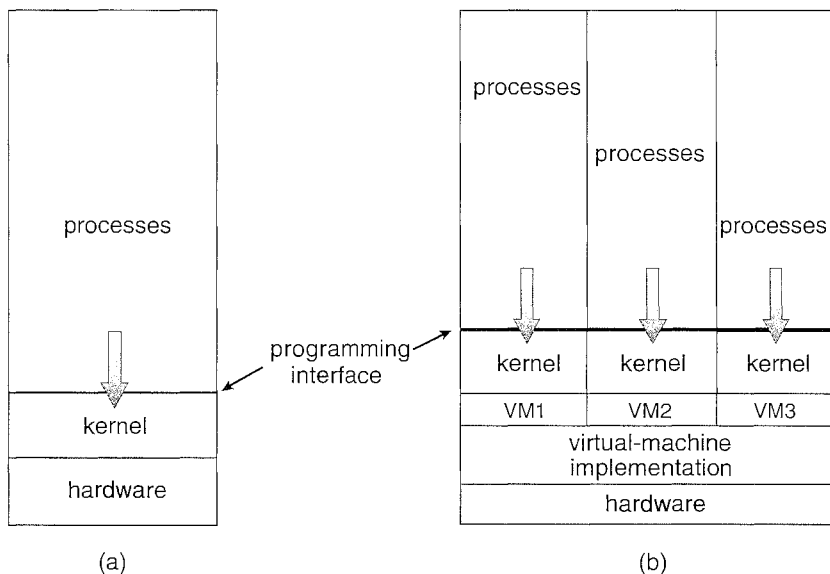 processes
kernel
hardware
(a)
programming
interface
processes
processes
processes
kernel kernel kernel
VM1 VM2 VM3
virtual-machine
implementation
hardware
(b)